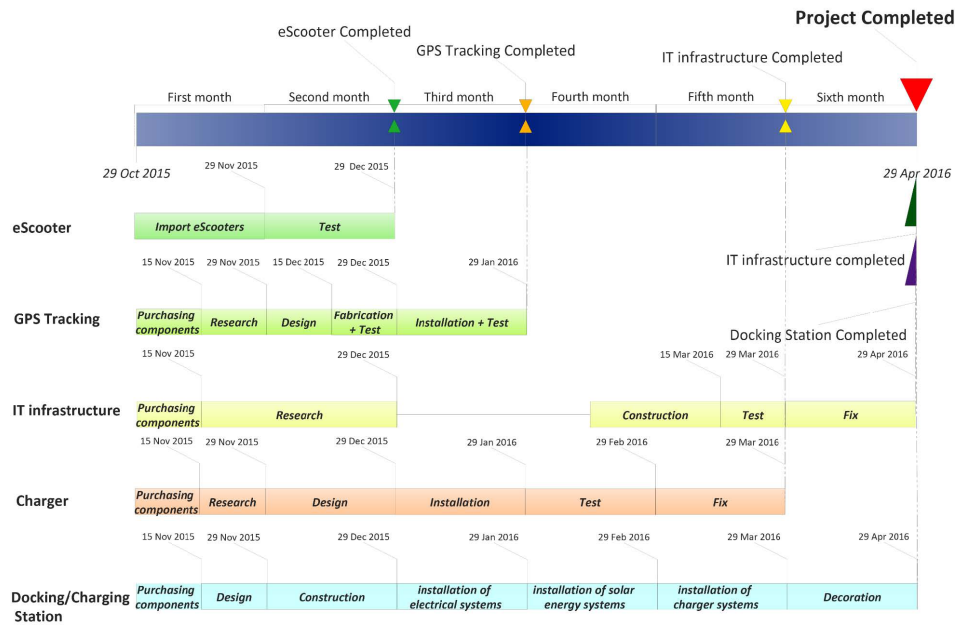 Project Completed
eScooter Completed
GPS Tracking Completed
IT infrastructure Completed
First month
Second month
Third month
Fourth month
Fifth month
Sixth month
29 Oct 2015
29 Nov 2015
29 Dec 2015
29 Apr 2016
eScooter
Import eScooters
Test
IT infrastructure completed
15 Nov 2015
29 Nov 2015
15 Dec 2015
29 Dec 2015
29 Jan 2016
GPS Tracking
Purchasing
components
Research
Design
Fabrication
+ Test
Installation + Test
Docking Station Completed
15 Nov 2015
29 Dec 2015
15 Mar 2016
29 Mar 2016
29 Apr 2016
IT infrastructure
Purchasing
components
Research
Construction
Test
Fix
15 Nov 2015
29 Nov 2015
29 Dec 2015
29 Jan 2016
29 Feb 2016
29 Mar 2016
Charger
Purchasing
components
Research
Design
Installation
Test
Fix
15 Nov 2015
29 Nov 2015
29 Dec 2015
29 Jan 2016
29 Feb 2016
29 Mar 2016
29 Apr 2016
Docking/Charging
Station
Purchasing
components
Design
Construction
installation of
electrical systems
installation of solar
energy systems
installation of
charger systems
Decoration